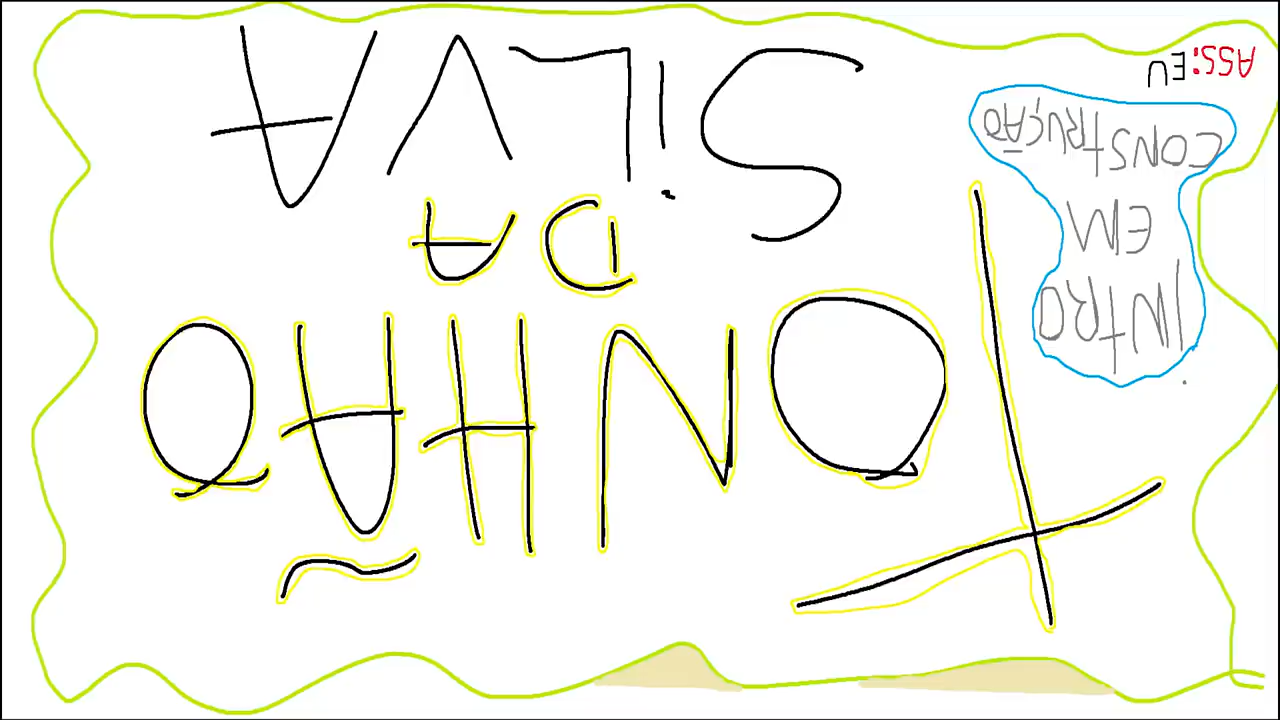 TONHÃO
DA
SiLVA
INTRO
EM
CONSTRUÇÃO
ASS:EU